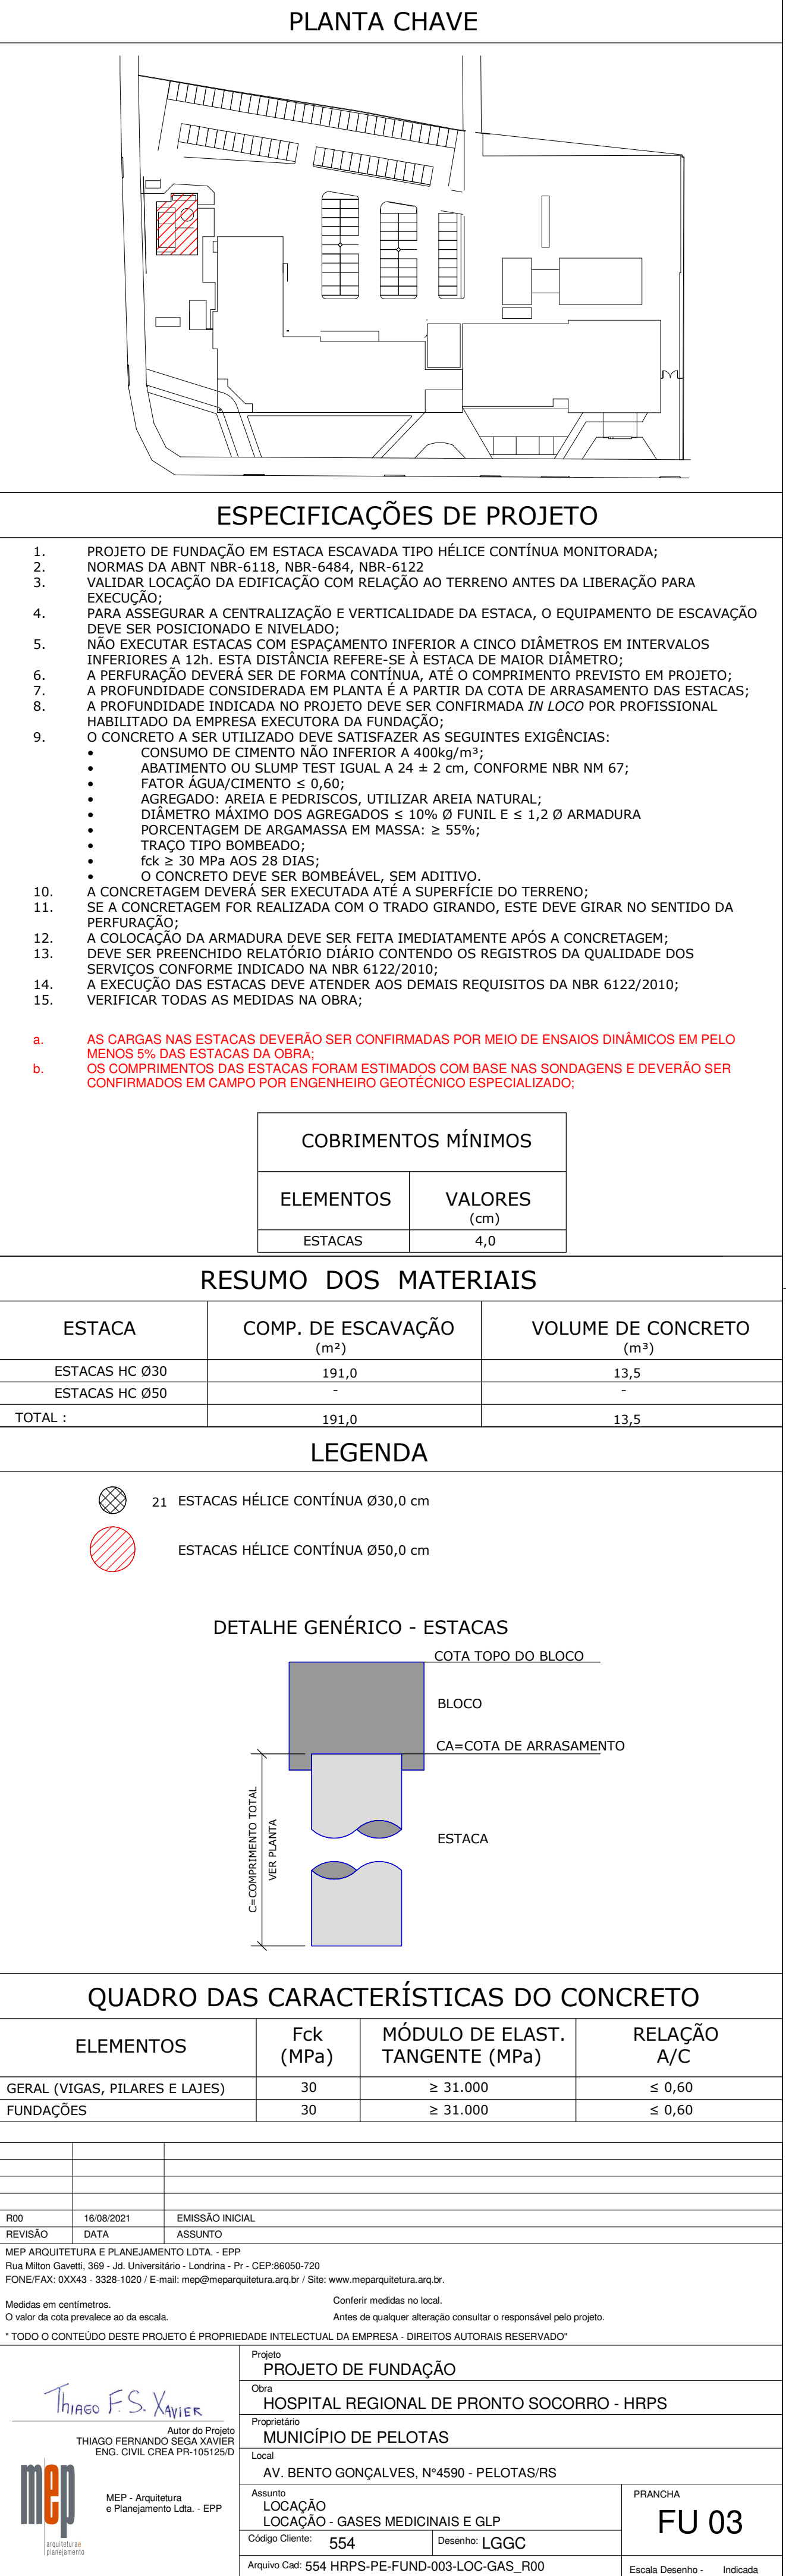 PLANTA CHAVE
ESPECIFICAÇÕES DE PROJETO
1. PROJETO DE FUNDAÇÃO EM ESTACA ESCAVADA TIPO HÉLICE CONTÍNUA MONITORADA;
2. NORMAS DA ABNT NBR-6118, NBR-6484, NBR-6122
3. VALIDAR LOCAÇÃO DA EDIFICAÇÃO COM RELAÇÃO AO TERRENO ANTES DA LIBERAÇÃO PARA
EXECUÇÃO;
4. PARA ASSEGURAR A CENTRALIZAÇÃO E VERTICALIDADE DA ESTACA, O EQUIPAMENTO DE ESCAVAÇÃO
DEVE SER POSICIONADO E NIVELADO;
5. NÃO EXECUTAR ESTACAS COM ESPAÇAMENTO INFERIOR A CINCO DIÂMETROS EM INTERVALOS
INFERIORES A 12h. ESTA DISTÂNCIA REFERE-SE À ESTACA DE MAIOR DIÂMETRO;
6. A PERFURAÇÃO DEVERÁ SER DE FORMA CONTÍNUA, ATÉ O COMPRIMENTO PREVISTO EM PROJETO;
7. A PROFUNDIDADE CONSIDERADA EM PLANTA É A PARTIR DA COTA DE ARRASAMENTO DAS ESTACAS;
8. A PROFUNDIDADE INDICADA NO PROJETO DEVE SER CONFIRMADA IN LOCO POR PROFISSIONAL
HABILITADO DA EMPRESA EXECUTORA DA FUNDAÇÃO;
9. O CONCRETO A SER UTILIZADO DEVE SATISFAZER AS SEGUINTES EXIGÊNCIAS:
• CONSUMO DE CIMENTO NÃO INFERIOR A 400kg/m³;
• ABATIMENTO OU SLUMP TEST IGUAL A 24 ± 2 cm, CONFORME NBR NM 67;
• FATOR ÁGUA/CIMENTO ≤ 0,60;
• AGREGADO: AREIA E PEDRISCOS, UTILIZAR AREIA NATURAL;
• DIÂMETRO MÁXIMO DOS AGREGADOS ≤ 10% Ø FUNIL E ≤ 1,2 Ø ARMADURA
• PORCENTAGEM DE ARGAMASSA EM MASSA: ≥ 55%;
• TRAÇO TIPO BOMBEADO;
• fck ≥ 30 MPa AOS 28 DIAS;
• O CONCRETO DEVE SER BOMBEÁVEL, SEM ADITIVO.
10. A CONCRETAGEM DEVERÁ SER EXECUTADA ATÉ A SUPERFÍCIE DO TERRENO;
11. SE A CONCRETAGEM FOR REALIZADA COM O TRADO GIRANDO, ESTE DEVE GIRAR NO SENTIDO DA
PERFURAÇÃO;
12. A COLOCAÇÃO DA ARMADURA DEVE SER FEITA IMEDIATAMENTE APÓS A CONCRETAGEM;
13. DEVE SER PREENCHIDO RELATÓRIO DIÁRIO CONTENDO OS REGISTROS DA QUALIDADE DOS
SERVIÇOS CONFORME INDICADO NA NBR 6122/2010;
14. A EXECUÇÃO DAS ESTACAS DEVE ATENDER AOS DEMAIS REQUISITOS DA NBR 6122/2010;
15. VERIFICAR TODAS AS MEDIDAS NA OBRA;
a. AS CARGAS NAS ESTACAS DEVERÃO SER CONFIRMADAS POR MEIO DE ENSAIOS DINÂMICOS EM PELO
MENOS 5% DAS ESTACAS DA OBRA;
b. OS COMPRIMENTOS DAS ESTACAS FORAM ESTIMADOS COM BASE NAS SONDAGENS E DEVERÃO SER
CONFIRMADOS EM CAMPO POR ENGENHEIRO GEOTÉCNICO ESPECIALIZADO;
COBRIMENTOS MÍNIMOS
ELEMENTOS VALORES
(cm)
ESTACAS 4,0
RESUMO DOS MATERIAIS
ESTACA COMP. DE ESCAVAÇÃO VOLUME DE CONCRETO
(m²) (m³)
ESTACAS HC Ø30 191,0 13,5
ESTACAS HC Ø50 - -
TOTAL : 191,0 13,5
LEGENDA
21 ESTACAS HÉLICE CONTÍNUA Ø30,0 cm
ESTACAS HÉLICE CONTÍNUA Ø50,0 cm
DETALHE GENÉRICO - ESTACAS
COTA TOPO DO BLOCO
BLOCO
CA=COTA DE ARRASAMENTO
C=COMPRIMENTO TOTAL
VER PLANTA
ESTACA
QUADRO DAS CARACTERÍSTICAS DO CONCRETO
ELEMENTOS Fck MÓDULO DE ELAST. RELAÇÃO
(MPa) TANGENTE (MPa) A/C
GERAL (VIGAS, PILARES E LAJES) 30 ≥ 31.000 ≤ 0,60
FUNDAÇÕES 30 ≥ 31.000 ≤ 0,60
R00 16/08/2021 EMISSÃO INICIAL
REVISÃO DATA ASSUNTO
MEP ARQUITETURA E PLANEJAMENTO LDTA. - EPP
Rua Milton Gavetti, 369 - Jd. Universitário - Londrina - Pr - CEP:86050-720
FONE/FAX: 0XX43 - 3328-1020 / E-mail: mep@meparquitetura.arq.br / Site: www.meparquitetura.arq.br.
Medidas em centímetros. Conferir medidas no local.
O valor da cota prevalece ao da escala. Antes de qualquer alteração consultar o responsável pelo projeto.
" TODO O CONTEÚDO DESTE PROJETO É PROPRIEDADE INTELECTUAL DA EMPRESA - DIREITOS AUTORAIS RESERVADO"
THIAGO F. S. XAVIER
Autor do Projeto
THIAGO FERNANDO SEGA XAVIER
ENG. CIVIL CREA PR-105125/D
mep
arquitetura e
planejamento
MEP - Arquitetura
e Planejamento Ldta. - EPP
Projeto
PROJETO DE FUNDAÇÃO
Obra
HOSPITAL REGIONAL DE PRONTO SOCORRO - HRPS
Proprietário
MUNICÍPIO DE PELOTAS
Local
AV. BENTO GONÇALVES, N°4590 - PELOTAS/RS
Assunto
LOCAÇÃO
LOCAÇÃO - GASES MEDICINAIS E GLP
PRANCHA
FU 03
Código Cliente: 554 Desenho: LGGC
Arquivo Cad: 554 HRPS-PE-FUND-003-LOC-GAS_R00
Escala Desenho - Indicada